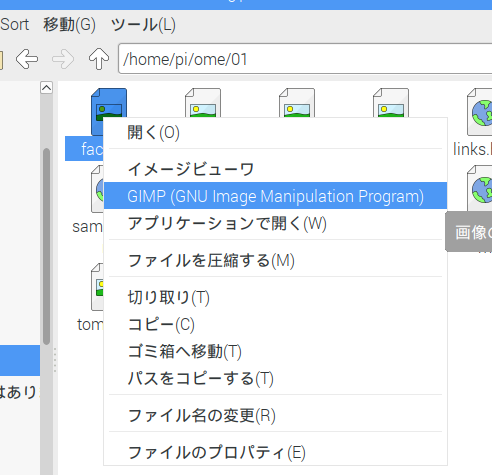 Sort 移動(G) ツール(L)
/home/pi/ome/01
fac
links.
sam
tom
開く(O)
イメージビューワ
GIMP (GNU Image Manipulation Program)
アプリケーションで開く(W)
画像の
ファイルを圧縮する(M)
切り取り(T)
コピー(C)
ゴミ箱へ移動(T)
パスをコピーする(T)
ファイル名の変更(R)
ファイルのプロパティ(E)
はあり